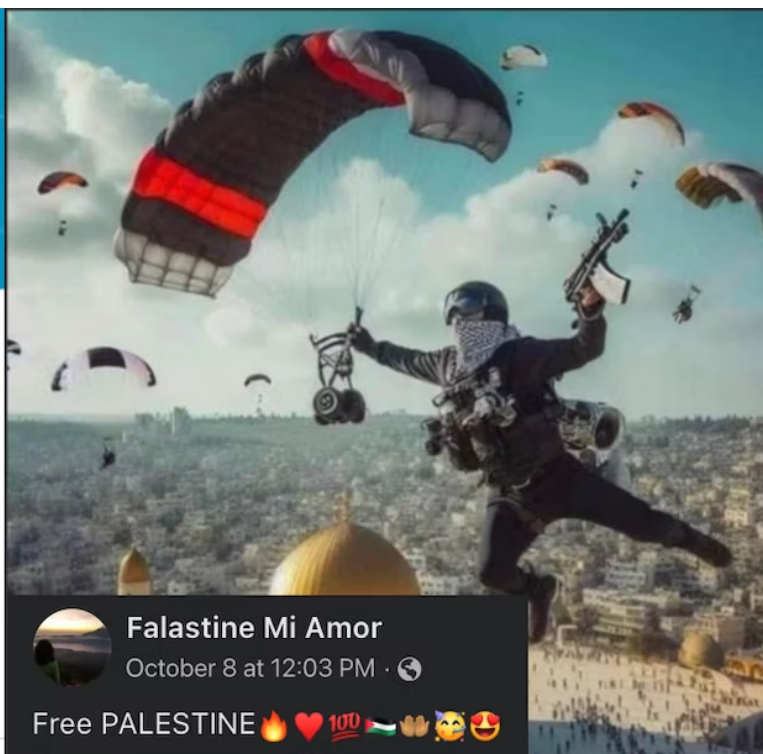 Falastine Mi Amor
October 8 at 12:03 PM ·
Free PALESTINE🔥❤️💯🇵🇸🤲🏽🥳😍